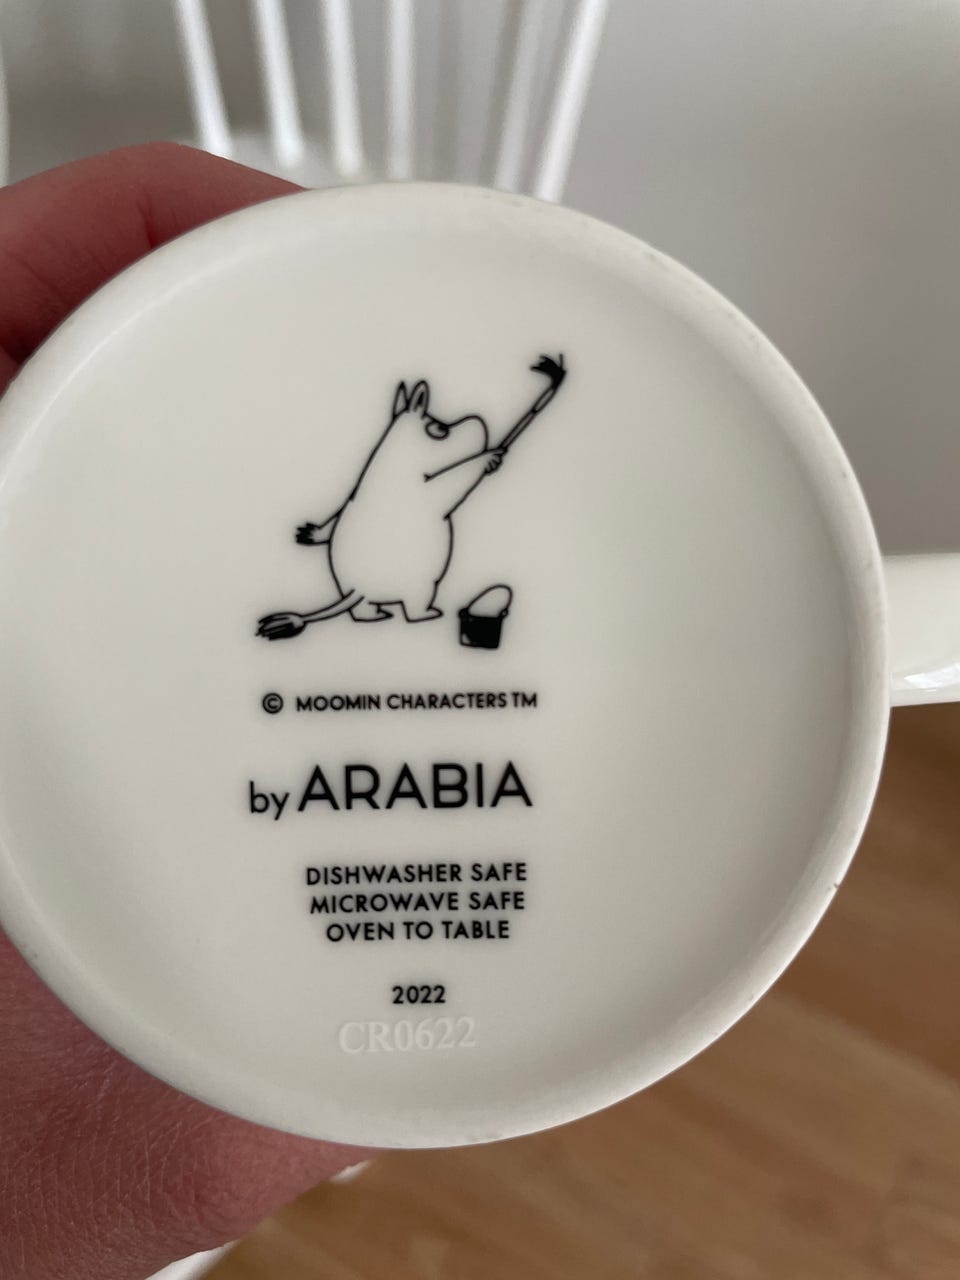 © MOOMIN CHARACTERS TM
by ARABIA
DISHWASHER SAFE
MICROWAVE SAFE
OVEN TO TABLE
2022
CR0622